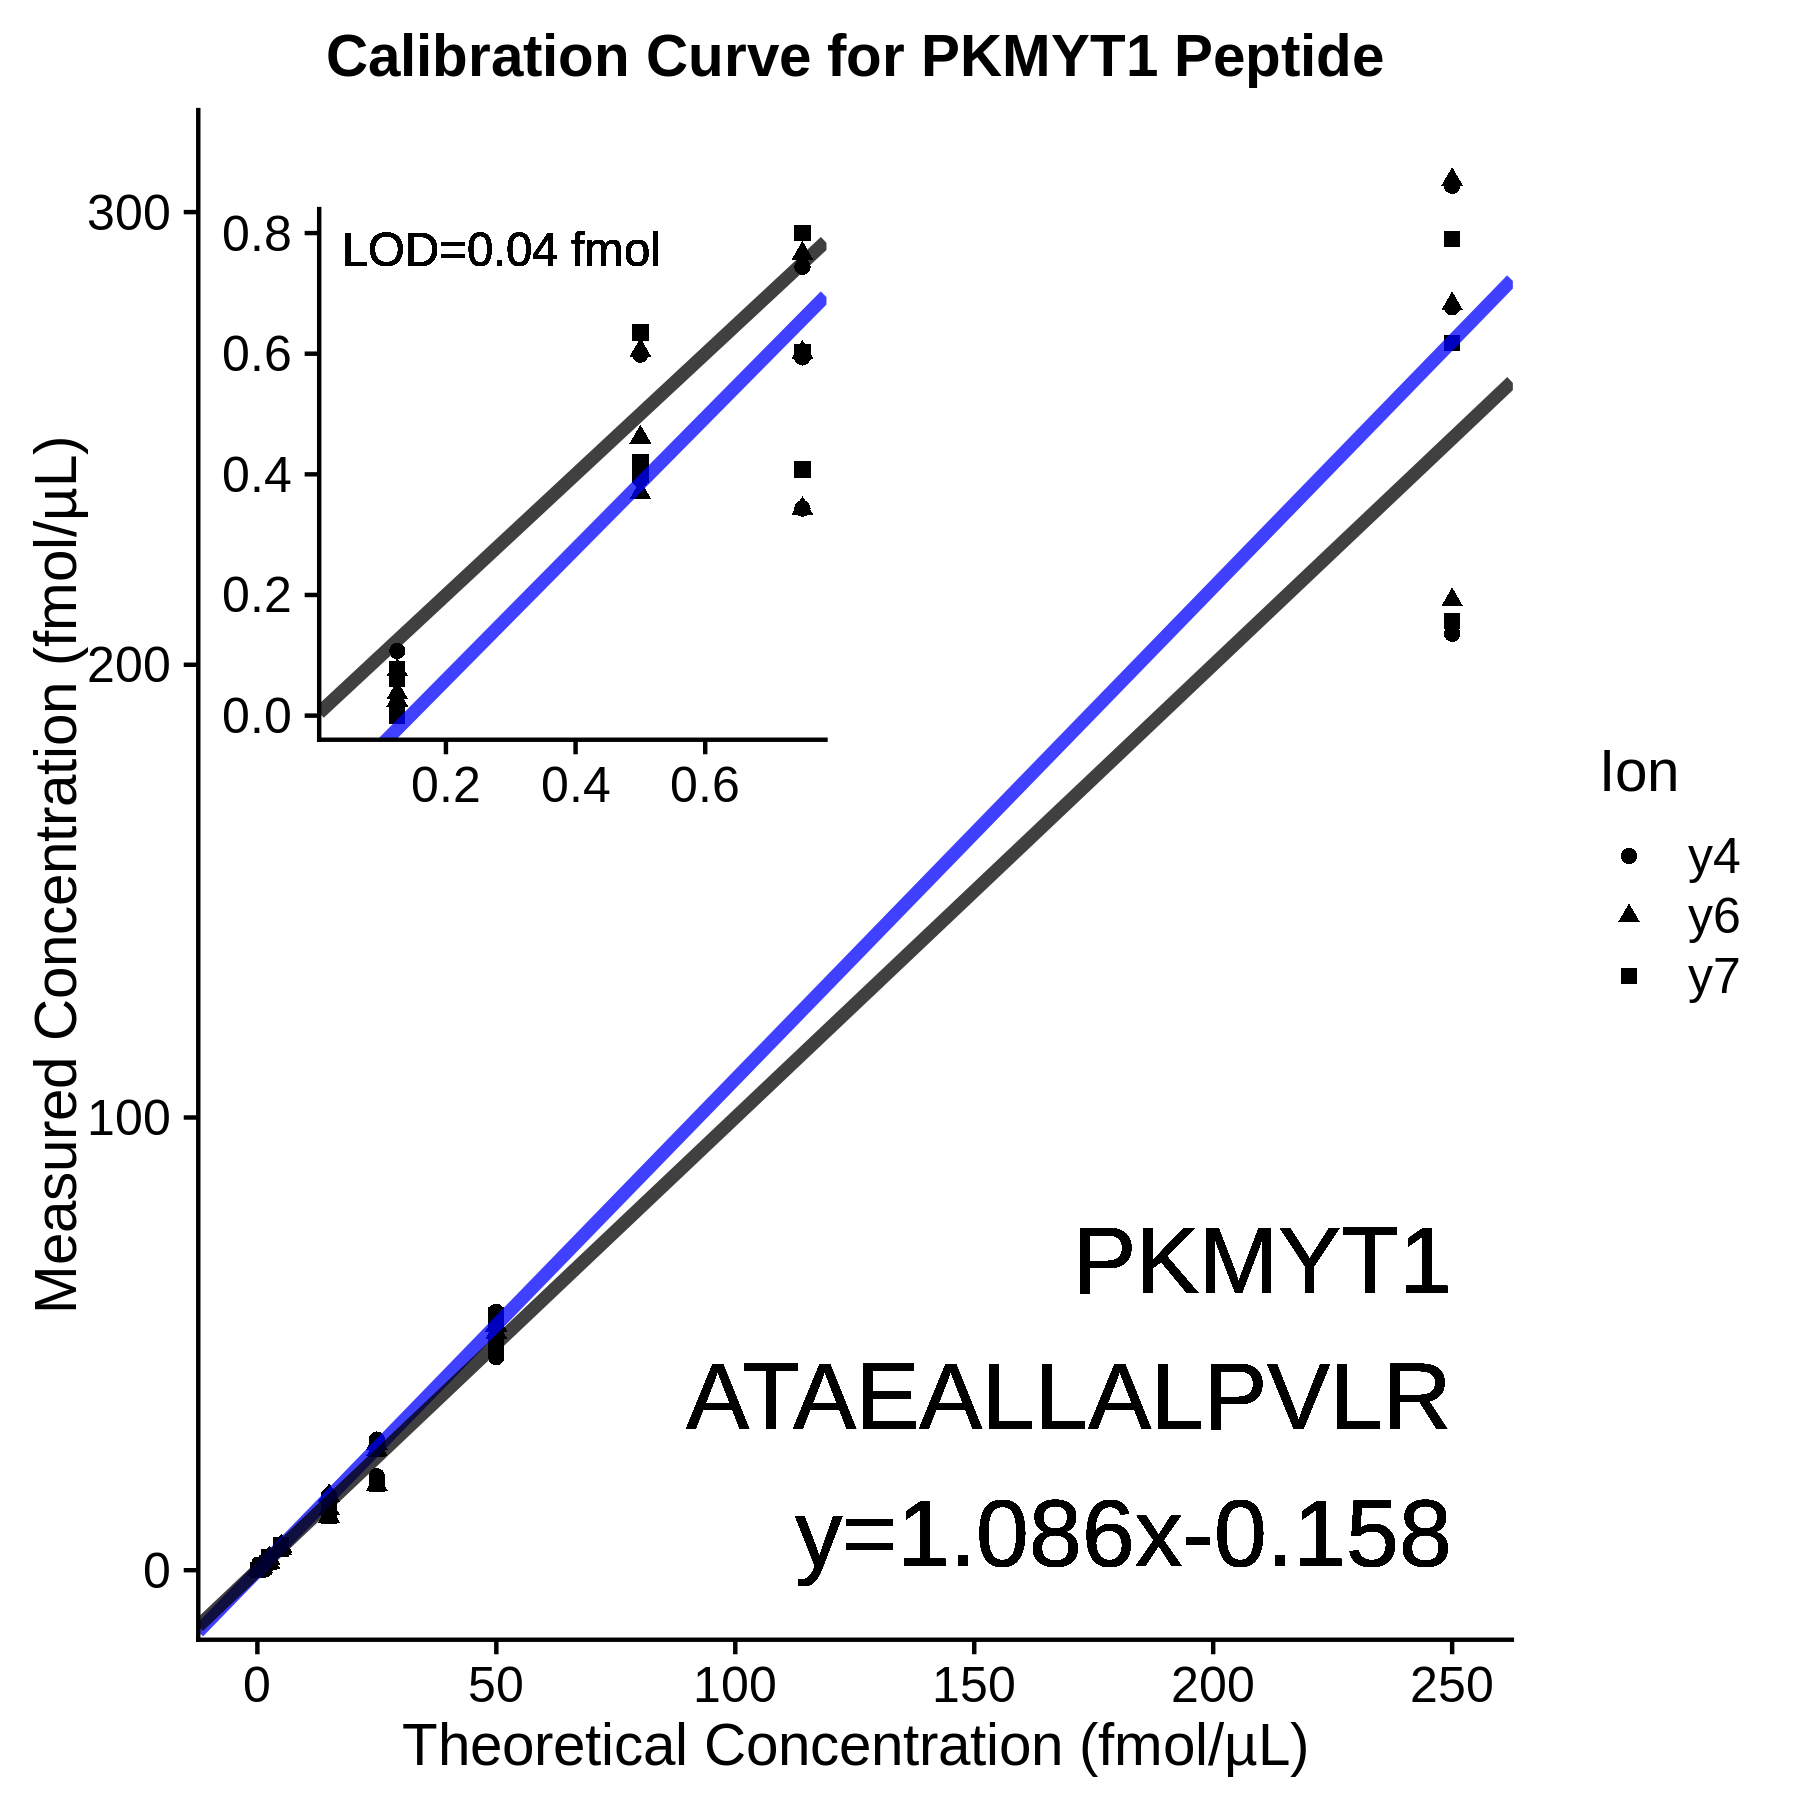 Calibration Curve for PKMYT1 Peptide
Measured Concentration (fmol/µL)
300
200
100
0
LOD=0.04 fmol
0.8
0.6
0.4
0.2
0.0
0.2 0.4 0.6
Ion
y4
y6
y7
PKMYT1
ATAEALLALPVLR
y=1.086x-0.158
0 50 100 150 200 250
Theoretical Concentration (fmol/µL)